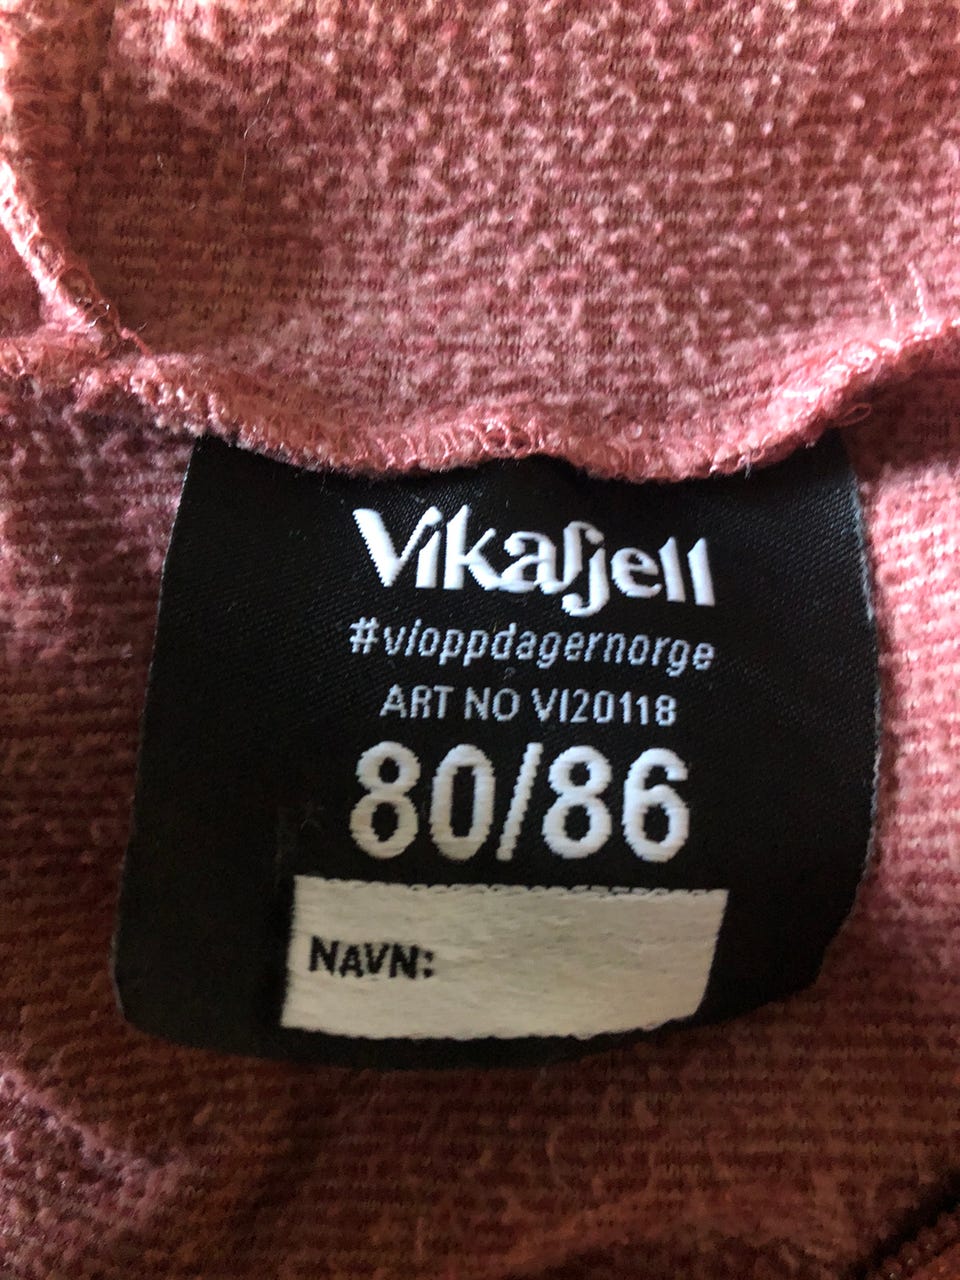 Vikafjell
#vioppdagernorge
ART NO VI20118
80/86
NAVN: